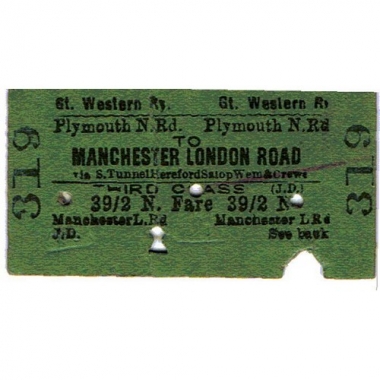 319
Gt. Western Ry. Gt. Western Ry
Plymouth N.Rd. Plymouth N.Rd
TO
MANCHESTER LONDON ROAD
via S.Tunnel Hereford Salop Wem & Crewe
THIRD CLASS (J.D.)
39/2 N. Fare 39/2 N.
Manchester L.Rd Manchester L Rd
J.D. See back
319